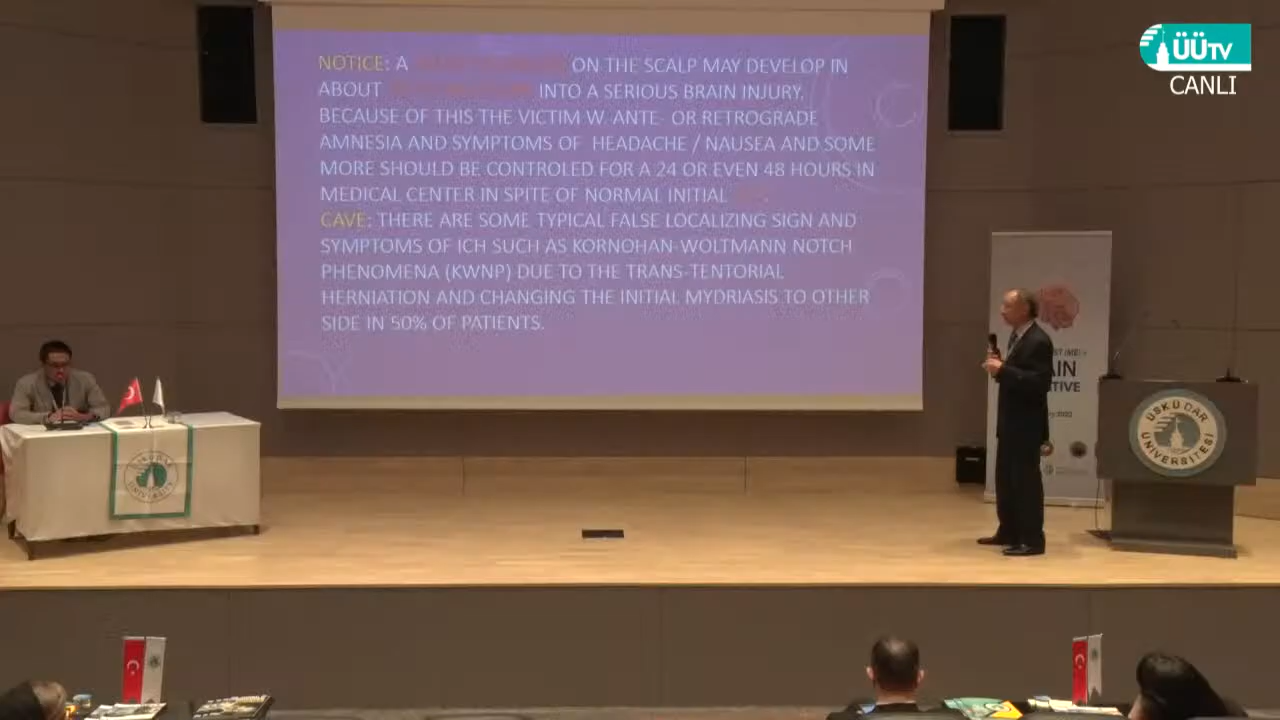 NOTICE: A ON THE SCALP MAY DEVELOP IN
ABOUT INTO A SERIOUS BRAIN INJURY.
BECAUSE OF THIS THE VICTIM W. ANTE- OR RETROGRADE
AMNESIA AND SYMPTOMS OF HEADACHE / NAUSEA AND SOME
MORE SHOULD BE CONTROLED FOR A 24 OR EVEN 48 HOURS IN
MEDICAL CENTER IN SPITE OF NORMAL INITIAL
CAVE: THERE ARE SOME TYPICAL FALSE LOCALIZING SIGN AND
SYMPTOMS OF ICH SUCH AS KORNOHAN-WOLTMANN NOTCH
PHENOMENA (KWNP) DUE TO THE TRANS-TENTORIAL
HERNIATION AND CHANGING THE INITIAL MYDRIASIS TO OTHER
SIDE IN 50% OF PATIENTS.
ÜÜTV
CANLI
ÜSKÜDAR
ÜNİVERSİTESİ